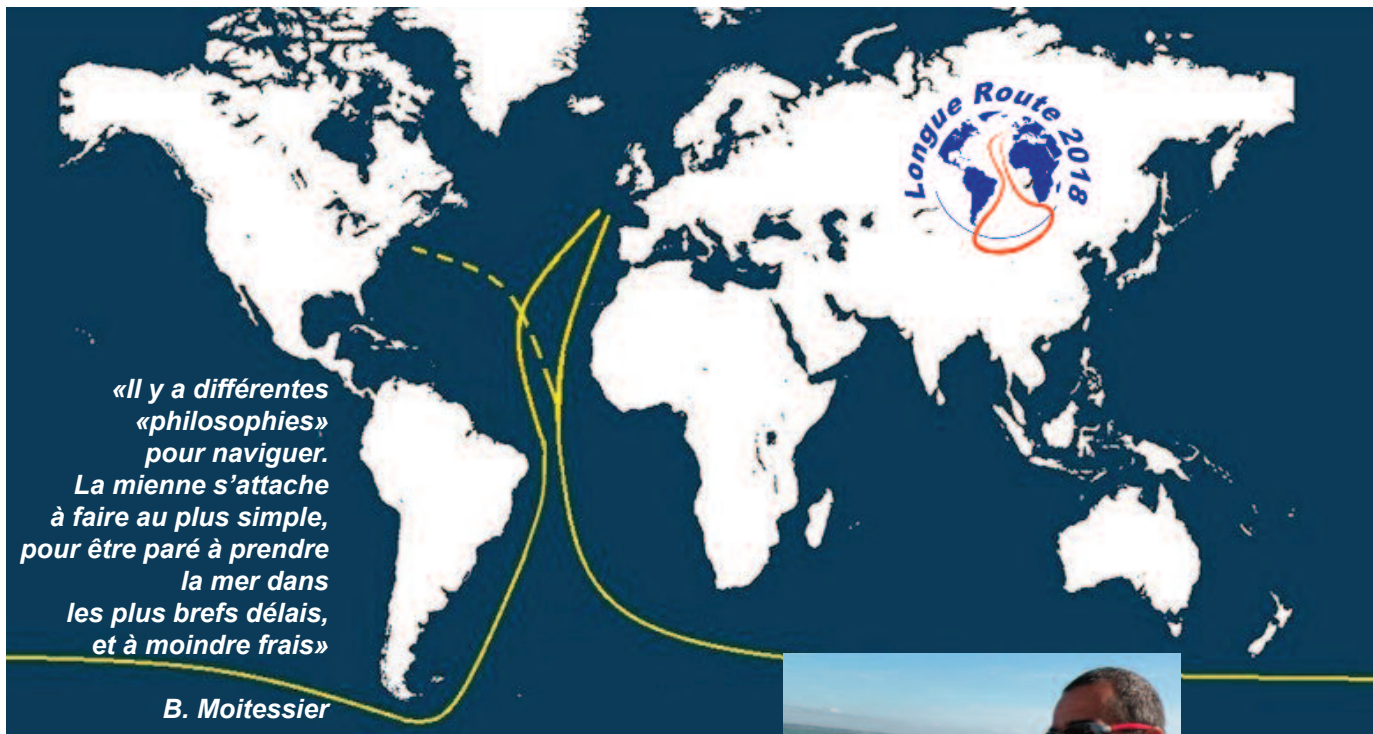 Longue Route 2018
«Il y a différentes
«philosophies»
pour naviguer.
La mienne s’attache
à faire au plus simple,
pour être paré à prendre
la mer dans
les plus brefs délais,
et à moindre frais»
B. Moitessier